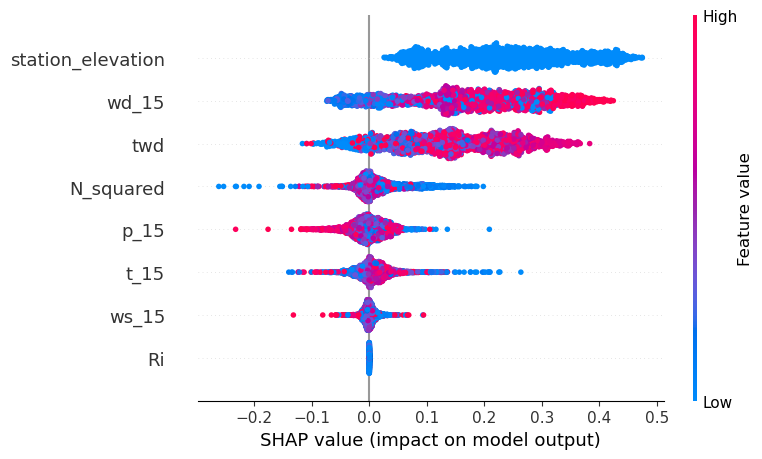 High
station_elevation
wd_15
twd
N_squared
p_15
t_15
ws_15
Ri
Feature value
Low
−0.2 −0.1 0.0 0.1 0.2 0.3 0.4 0.5
SHAP value (impact on model output)